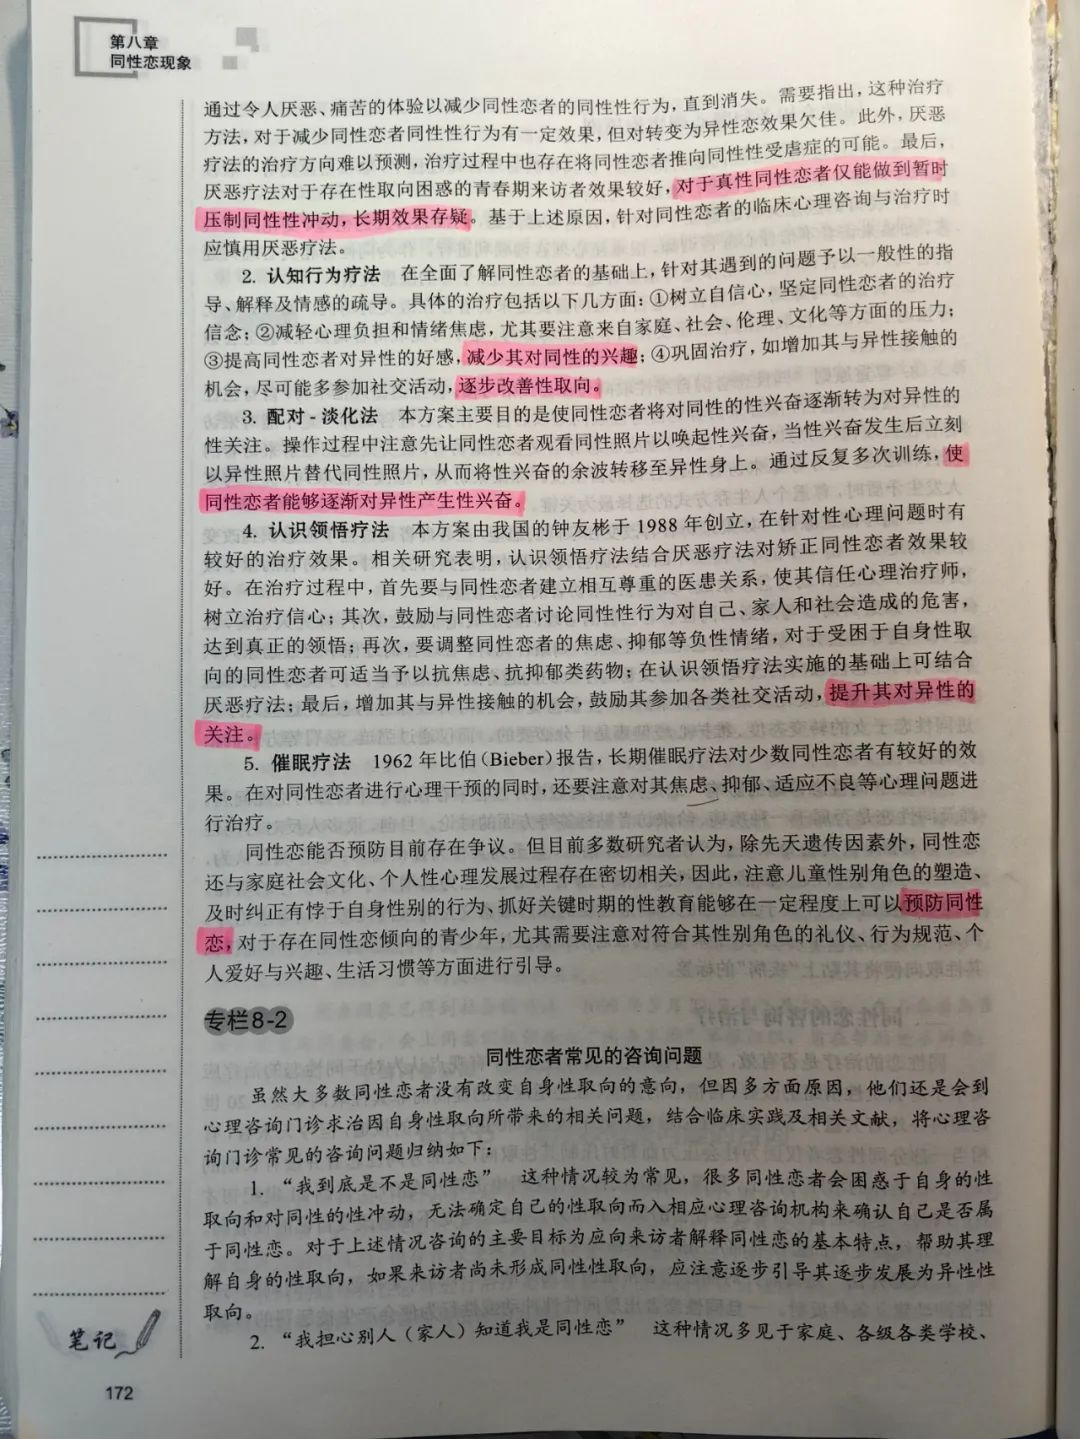 第八章
同性恋现象
通过令人厌恶、痛苦的体验以减少同性恋者的同性性行为，直到消失。需要指出，这种治疗
方法，对于减少同性恋者同性性行为有一定效果，但对转变为异性恋效果欠佳。此外，厌恶
疗法的治疗方向难以预测，治疗过程中也存在将同性恋者推向同性性受虐症的可能。最后，
厌恶疗法对于存在性取向困惑的青春期来访者效果较好，对于真性同性恋者仅能做到暂时
压制同性性冲动，长期效果存疑。基于上述原因，针对同性恋者的临床心理咨询与治疗时
应慎用厌恶疗法。
2. 认知行为疗法 在全面了解同性恋者的基础上，针对其遇到的问题予以一般性的指
导、解释及情感的疏导。具体的治疗包括以下几方面：①树立自信心，坚定同性恋者的治疗
信念；②减轻心理负担和情绪焦虑，尤其要注意来自家庭、社会、伦理、文化等方面的压力；
③提高同性恋者对异性的好感，减少其对同性的兴趣；④巩固治疗，如增加其与异性接触的
机会，尽可能多参加社交活动，逐步改善性取向。
3. 配对-淡化法 本方案主要目的是使同性恋者将对同性的性兴奋逐渐转为对异性的
性关注。操作过程中注意先让同性恋者观看同性照片以唤起性兴奋，当性兴奋发生后立刻
以异性照片替代同性照片，从而将性兴奋的余波转移至异性身上。通过反复多次训练，使
同性恋者能够逐渐对异性产生性兴奋。
4. 认识领悟疗法 本方案由我国的钟友彬于 1988 年创立，在针对性心理问题时有
较好的治疗效果。相关研究表明，认识领悟疗法结合厌恶疗法对矫正同性恋者效果较
好。在治疗过程中，首先要与同性恋者建立相互尊重的医患关系，使其信任心理治疗师，
树立治疗信心；其次，鼓励与同性恋者讨论同性性行为对自己、家人和社会造成的危害，
达到真正的领悟；再次，要调整同性恋者的焦虑、抑郁等负性情绪，对于受困于自身性取
向的同性恋者可适当予以抗焦虑、抗抑郁类药物；在认识领悟疗法实施的基础上可结合
厌恶疗法；最后，增加其与异性接触的机会，鼓励其参加各类社交活动，提升其对异性的
关注。
5. 催眠疗法 1962 年比伯（Bieber）报告，长期催眠疗法对少数同性恋者有较好的效
果。在对同性恋者进行心理干预的同时，还要注意对其焦虑、抑郁、适应不良等心理问题进
行治疗。
同性恋能否预防目前存在争议。但目前多数研究者认为，除先天遗传因素外，同性恋
还与家庭社会文化、个人性心理发展过程存在密切相关，因此，注意儿童性别角色的塑造、
及时纠正有悖于自身性别的行为、抓好关键时期的性教育能够在一定程度上可以预防同性
恋，对于存在同性恋倾向的青少年，尤其需要注意对符合其性别角色的礼仪、行为规范、个
人爱好与兴趣、生活习惯等方面进行引导。
专栏8-2
同性恋者常见的咨询问题
虽然大多数同性恋者没有改变自身性取向的意向，但因多方面原因，他们还是会到
心理咨询门诊求治因自身性取向所带来的相关问题，结合临床实践及相关文献，将心理咨
询门诊常见的咨询问题归纳如下：
1. “我到底是不是同性恋” 这种情况较为常见，很多同性恋者会困惑于自身的性
取向和对同性的性冲动，无法确定自己的性取向而入相应心理咨询机构来确认自己是否属
于同性恋。对于上述情况咨询的主要目标为应向来访者解释同性恋的基本特点，帮助其理
解自身的性取向，如果来访者尚未形成同性性取向，应注意逐步引导其逐步发展为异性性
取向。
2. “我担心别人（家人）知道我是同性恋” 这种情况多见于家庭、各级各类学校、
笔记
172